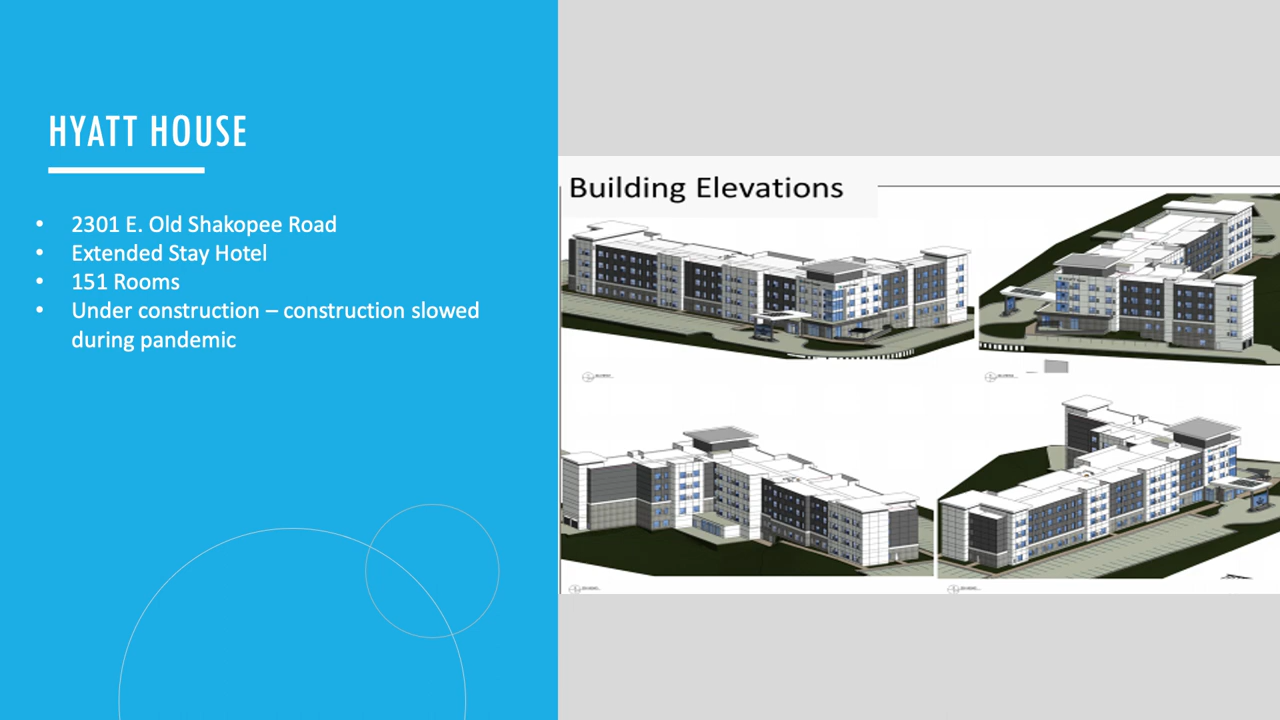 HYATT HOUSE
• 2301 E. Old Shakopee Road
• Extended Stay Hotel
• 151 Rooms
• Under construction – construction slowed
during pandemic
Building Elevations